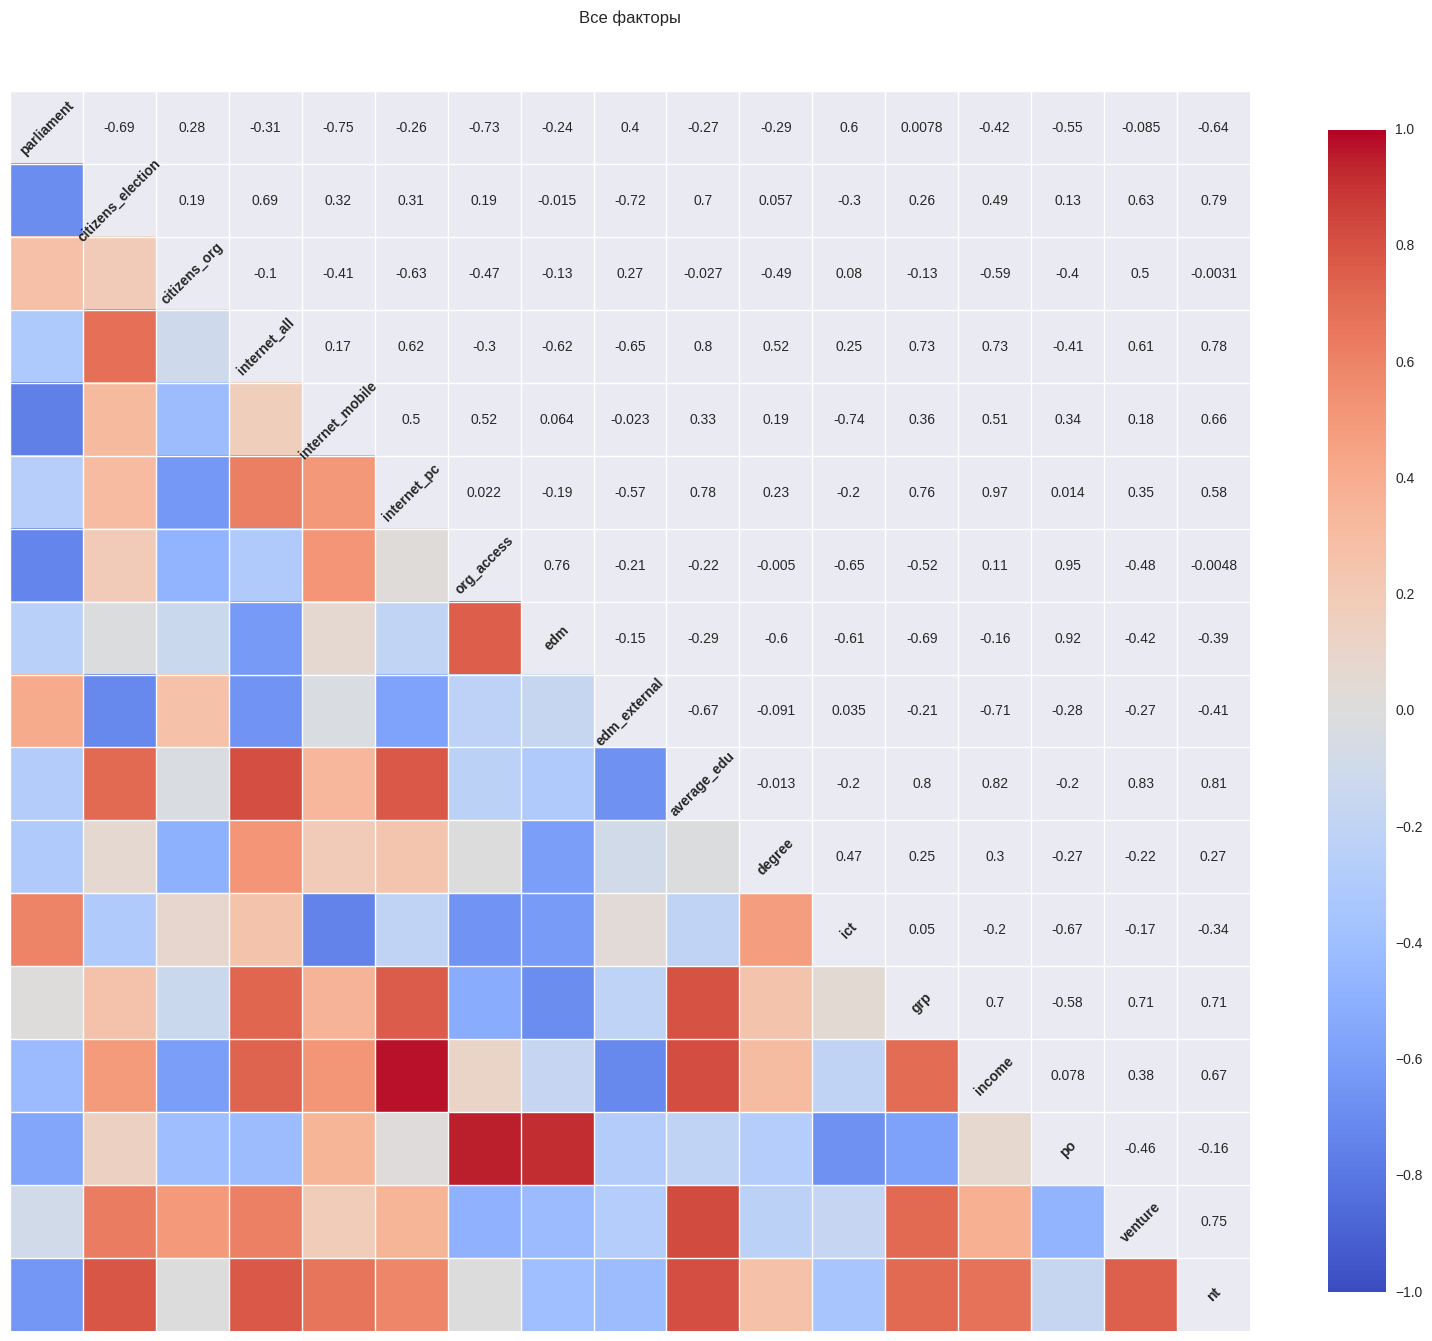 Все факторы
parliament -0.69 0.28 -0.31 -0.75 -0.26 -0.73 -0.24 0.4 -0.27 -0.29 0.6 0.0078 -0.42 -0.55 -0.085 -0.64
citizens_election 0.19 0.69 0.32 0.31 0.19 -0.015 -0.72 0.7 0.057 -0.3 0.26 0.49 0.13 0.63 0.79
citizens_org -0.1 -0.41 -0.63 -0.47 -0.13 0.27 -0.027 -0.49 0.08 -0.13 -0.59 -0.4 0.5 -0.0031
internet_all 0.17 0.62 -0.3 -0.62 -0.65 0.8 0.52 0.25 0.73 0.73 -0.41 0.61 0.78
internet_mobile 0.5 0.52 0.064 -0.023 0.33 0.19 -0.74 0.36 0.51 0.34 0.18 0.66
internet_pc 0.022 -0.19 -0.57 0.78 0.23 -0.2 0.76 0.97 0.014 0.35 0.58
org_access 0.76 -0.21 -0.22 -0.005 -0.65 -0.52 0.11 0.95 -0.48 -0.0048
edm -0.15 -0.29 -0.6 -0.61 -0.69 -0.16 0.92 -0.42 -0.39
edm_external -0.67 -0.091 0.035 -0.21 -0.71 -0.28 -0.27 -0.41
average_edu -0.013 -0.2 0.8 0.82 -0.2 0.83 0.81
degree 0.47 0.25 0.3 -0.27 -0.22 0.27
ict 0.05 -0.2 -0.67 -0.17 -0.34
grp 0.7 -0.58 0.71 0.71
income 0.078 0.38 0.67
po -0.46 -0.16
venture 0.75
nt
1.0
0.8
0.6
0.4
0.2
0.0
−0.2
−0.4
−0.6
−0.8
−1.0